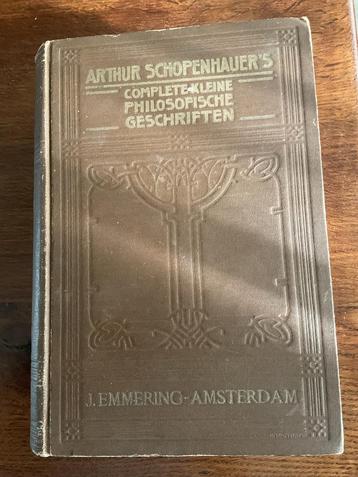 ARTHUR SCHOPENHAUER'S
COMPLETE KLEINE
PHILOSOPISCHE
GESCHRIFTEN
J. EMMERING-AMSTERDAM